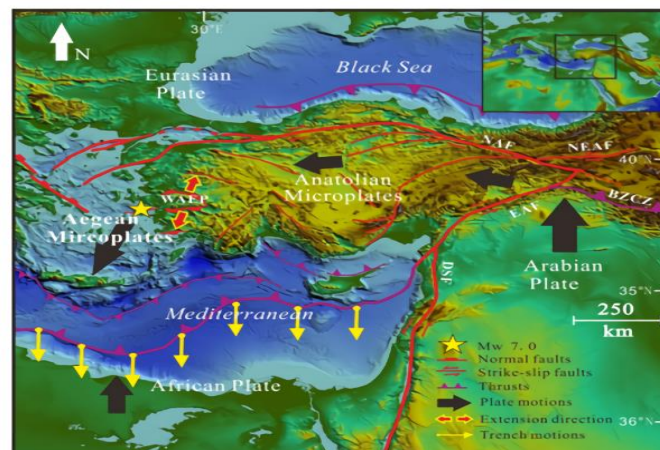 30°E
N
Eurasian
Plate
Black Sea
NAF
NEAF
40°N
Anatolian
Microplates
WAEP
BZCZ
EAF
Aegean
Mircoplates
Arabian
Plate
DSF
35°N
Mediterranean
250
km
African Plate
Mw 7.0
Normal faults
Strike-slip faults
Thrusts
Plate motions
Extension direction
Trench motions
36°N